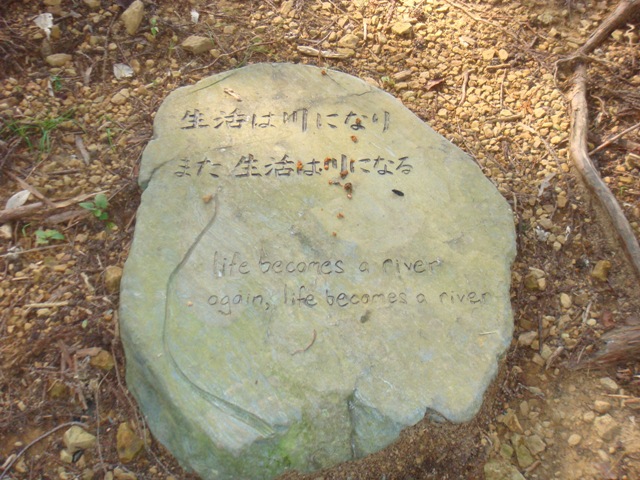 生活は川になり
また 生活は川になる
life becomes a river
again, life becomes a river